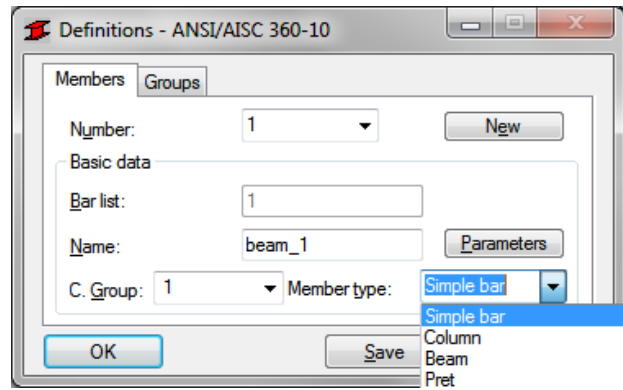 Definitions - ANSI/AISC 360-10
Members Groups
Number: 1 New
Basic data
Bar list: 1
Name: beam_1 Parameters
C. Group: 1 Member type: Simple bar
Simple bar
Column
OK Save Beam
Pret